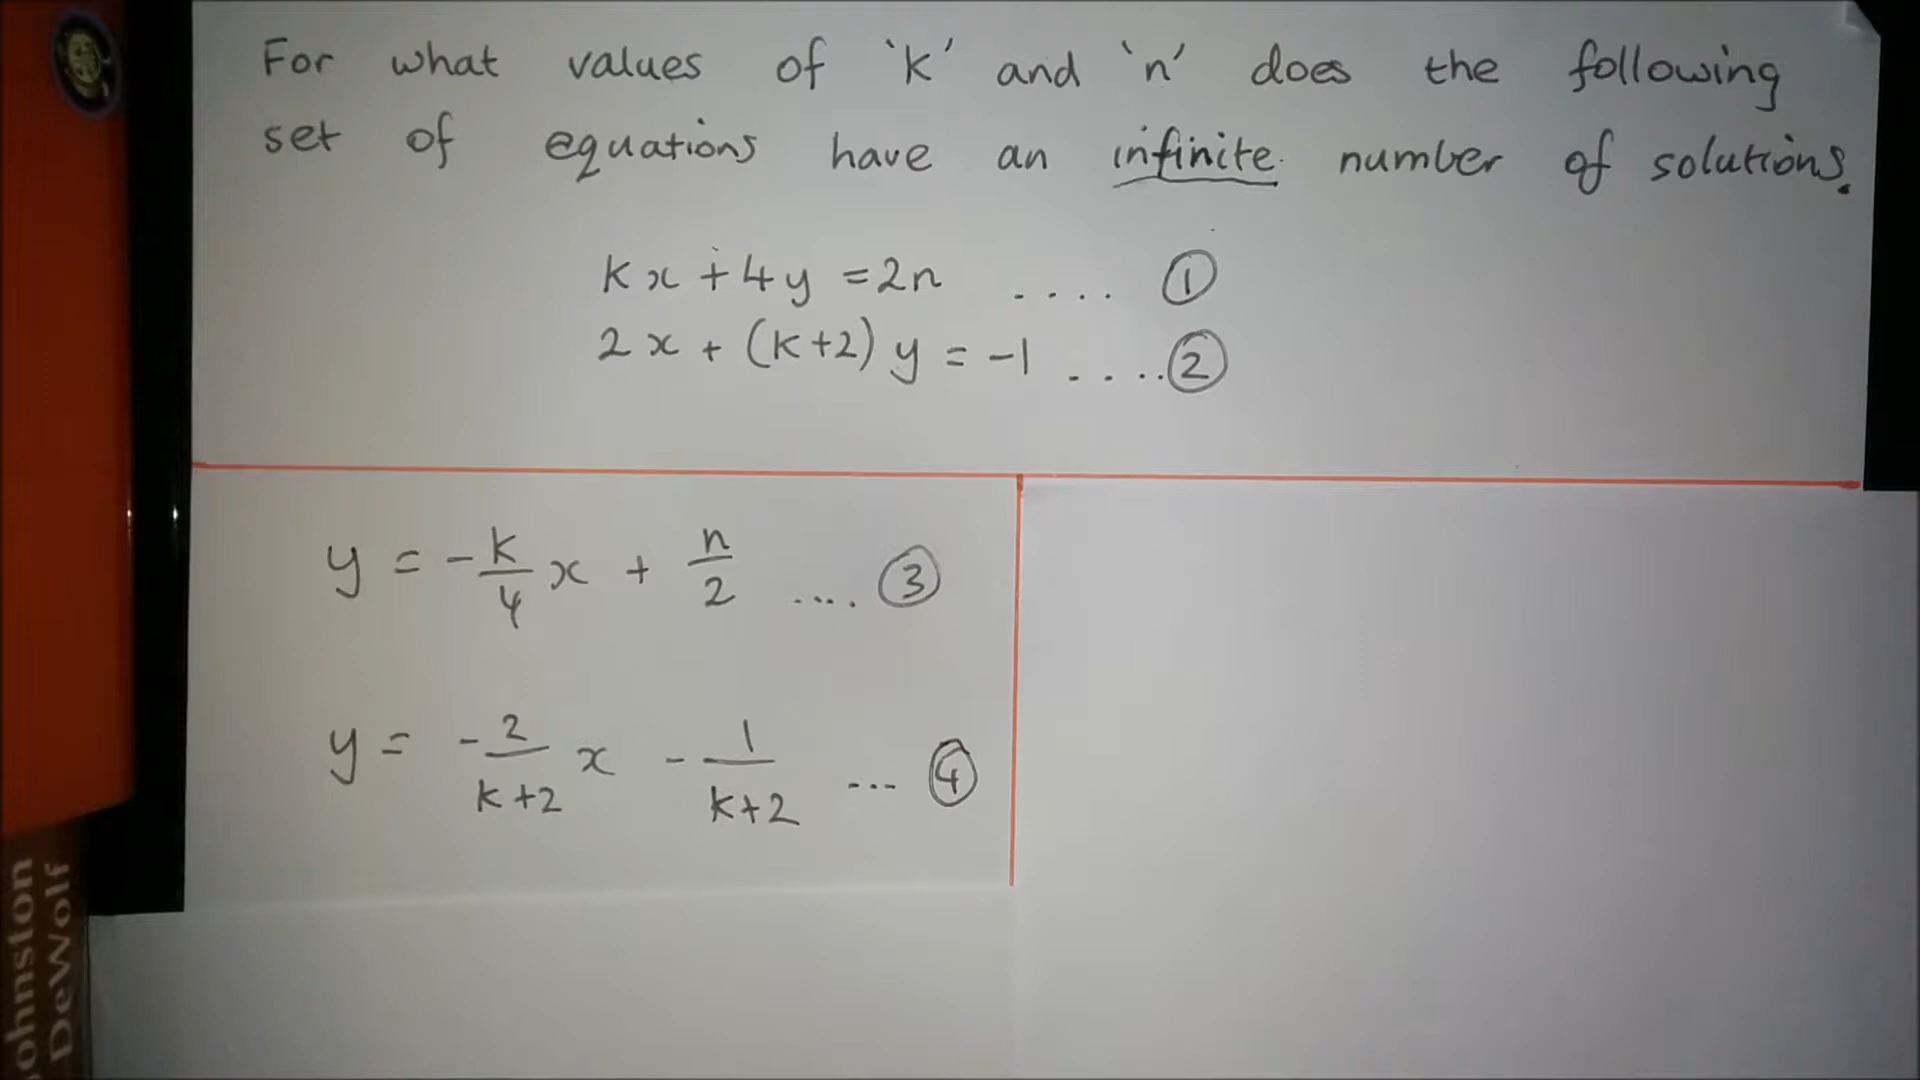 For what values of 'k' and 'n' does the following
set of equations have an infinite number of solutions.
kx + 4y = 2n .... ①
2x + (k+2) y = -1 ....②
y = -k/4 x + n/2 .... ③
y = -2/(k+2) x - 1/(k+2) ... ④
Johnston
DeWolf